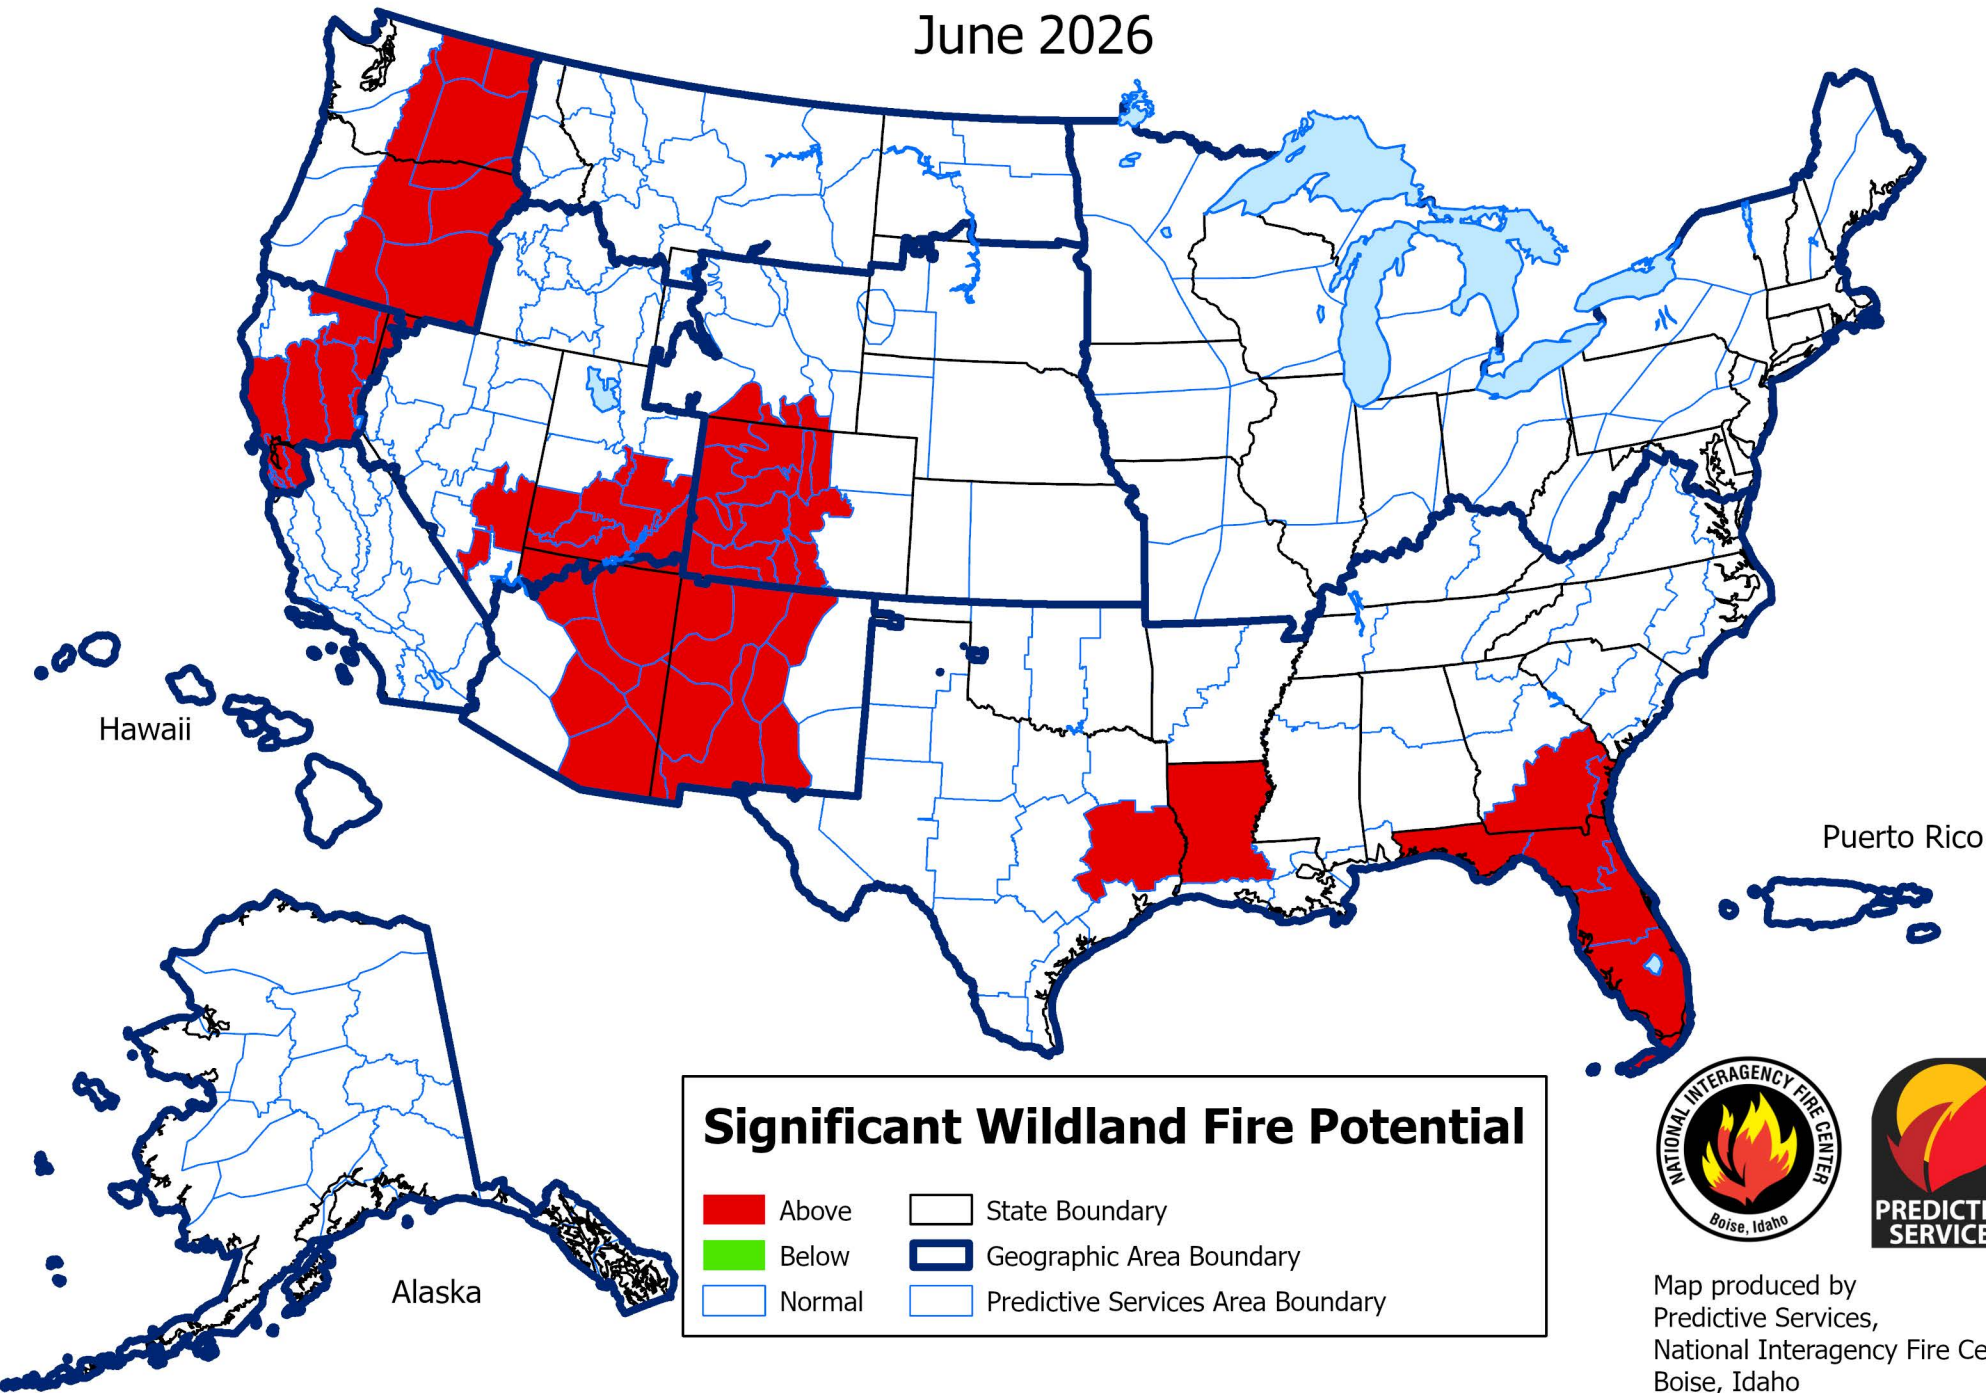 June 2026
Hawaii
Puerto Rico
Alaska
Significant Wildland Fire Potential
Above
State Boundary
Below
Geographic Area Boundary
Normal
Predictive Services Area Boundary
NATIONAL INTERAGENCY FIRE CENTER
Boise, Idaho
PREDICTI
SERVICE
Map produced by
Predictive Services,
National Interagency Fire Ce
Boise, Idaho